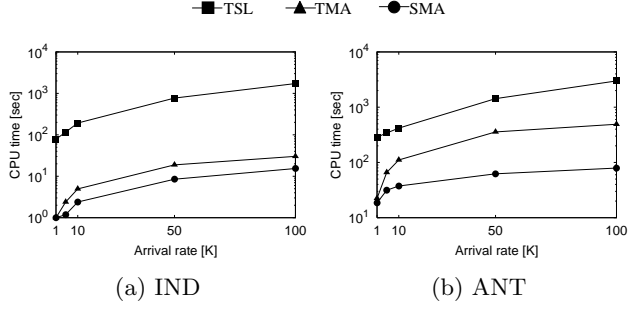 TSL TMA SMA
CPU time [sec]
10^4
10^3
10^2
10^1
10^0
1 10 50 100
Arrival rate [K]
(a) IND
CPU time [sec]
10^4
10^3
10^2
10^1
1 10 50 100
Arrival rate [K]
(b) ANT